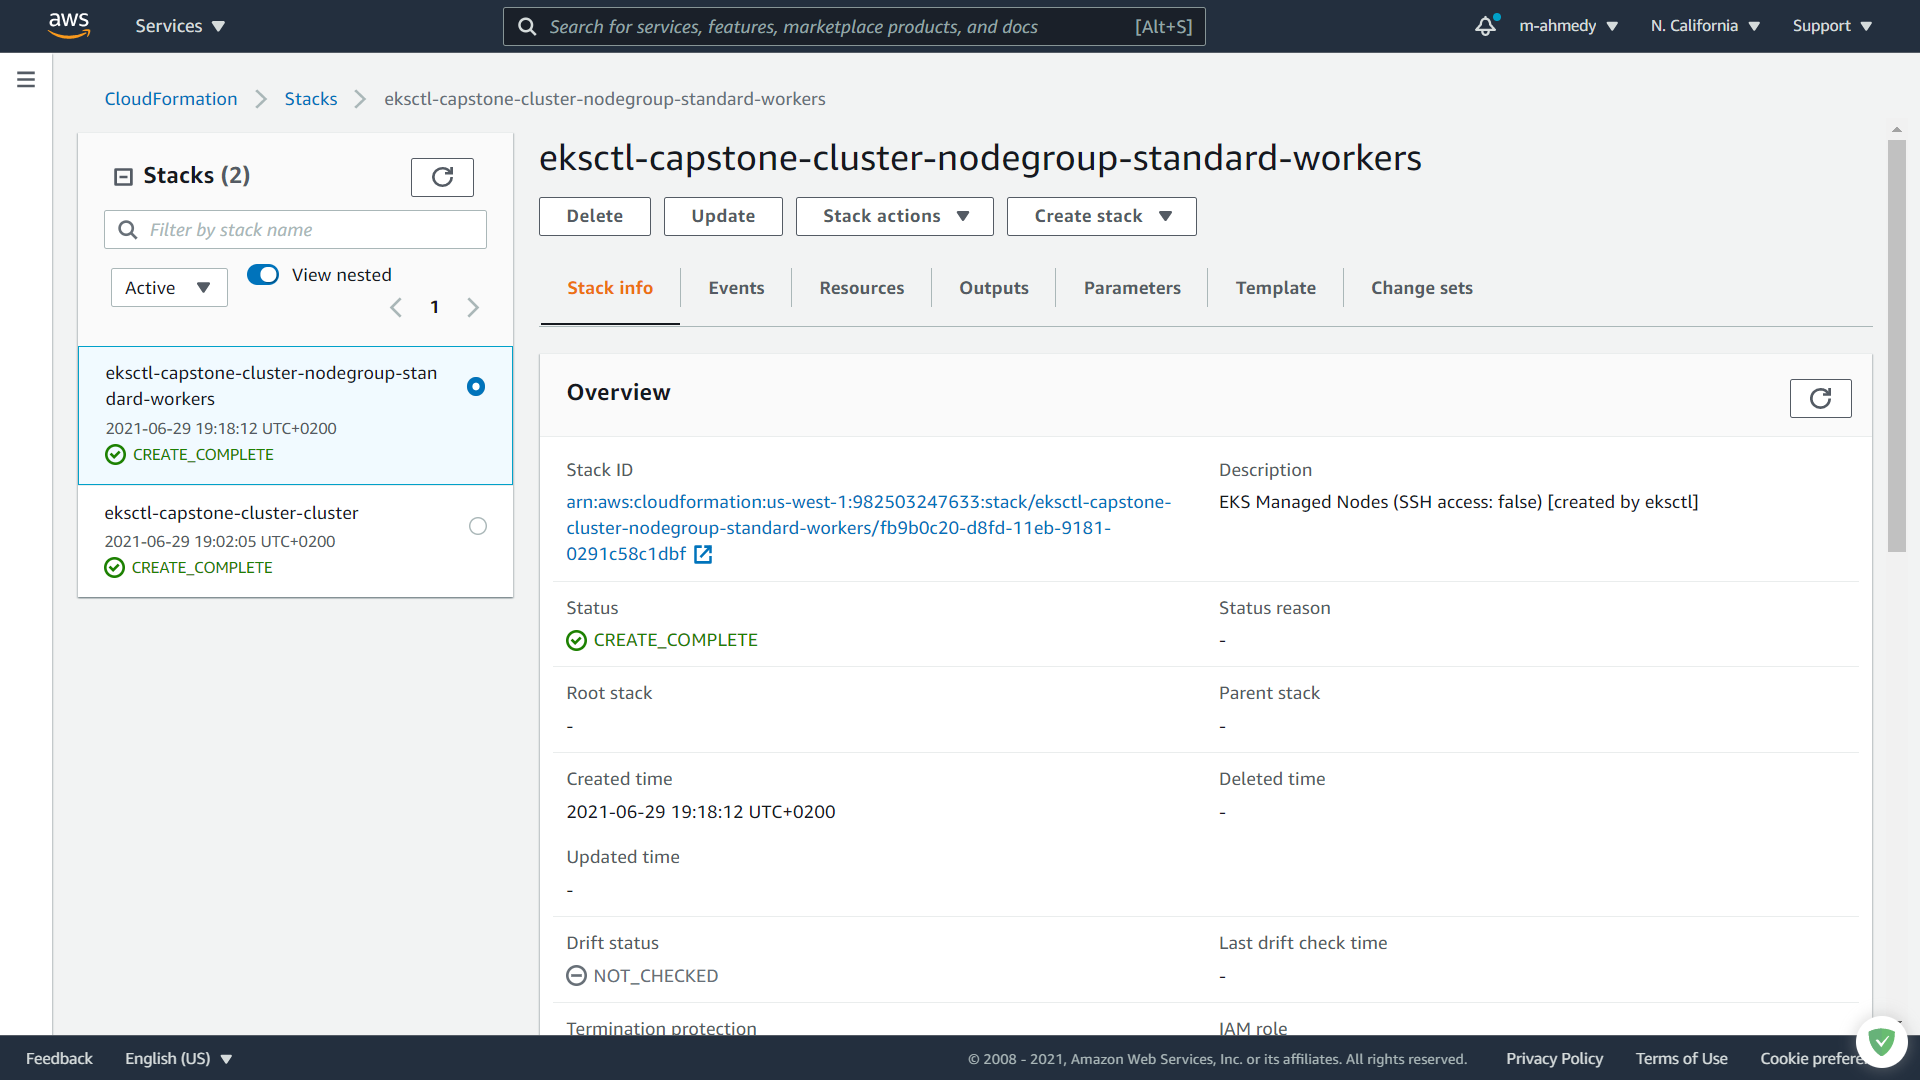 aws
Services
Search for services, features, marketplace products, and docs [Alt+S]
m-ahmedy
N. California
Support
CloudFormation > Stacks > eksctl-capstone-cluster-nodegroup-standard-workers
Stacks (2)
Filter by stack name
Active
View nested
1
eksctl-capstone-cluster-nodegroup-stan
dard-workers
2021-06-29 19:18:12 UTC+0200
CREATE_COMPLETE
eksctl-capstone-cluster-cluster
2021-06-29 19:02:05 UTC+0200
CREATE_COMPLETE
eksctl-capstone-cluster-nodegroup-standard-workers
Delete Update Stack actions Create stack
Stack info Events Resources Outputs Parameters Template Change sets
Overview
Stack ID
arn:aws:cloudformation:us-west-1:982503247633:stack/eksctl-capstone-
cluster-nodegroup-standard-workers/fb9b0c20-d8fd-11eb-9181-
0291c58c1dbf
Description
EKS Managed Nodes (SSH access: false) [created by eksctl]
Status
CREATE_COMPLETE
Status reason
-
Root stack
-
Parent stack
-
Created time
2021-06-29 19:18:12 UTC+0200
Deleted time
-
Updated time
-
Drift status
NOT_CHECKED
Last drift check time
-
Termination protection
IAM role
Feedback English (US)
© 2008 - 2021, Amazon Web Services, Inc. or its affiliates. All rights reserved.
Privacy Policy Terms of Use Cookie prefere